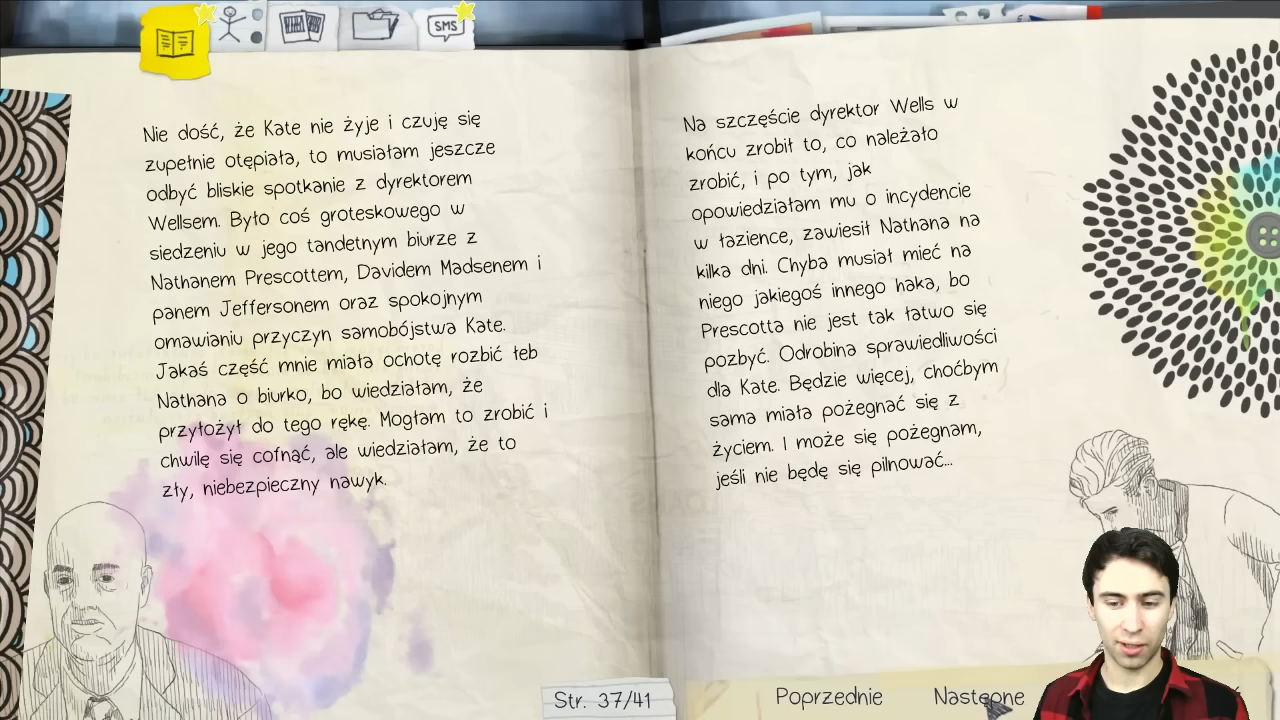 SMS
Nie dość, że Kate nie żyje i czuję się
zupełnie otępiała, to musiałam jeszcze
odbyć bliskie spotkanie z dyrektorem
Wellsem. Było coś groteskowego w
siedzeniu w jego tandetnym biurze z
Nathanem Prescottem, Davidem Madsenem i
panem Jeffersonem oraz spokojnym
omawianiu przyczyn samobójstwa Kate.
Jakaś część mnie miała ochotę rozbić łeb
Nathana o biurko, bo wiedziałam, że
przyłożył do tego rękę. Mogłam to zrobić i
chwilę się cofnąć, ale wiedziałam, że to
zły, niebezpieczny nawyk.
Na szczęście dyrektor Wells w
końcu zrobił to, co należało
zrobić, i po tym, jak
opowiedziałam mu o incydencie
w łazience, zawiesił Nathana na
kilka dni. Chyba musiał mieć na
niego jakiegoś innego haka, bo
Prescotta nie jest tak łatwo się
pozbyć. Odrobina sprawiedliwości
dla Kate. Będzie więcej, choćbym
sama miała pożegnać się z
życiem. I może się pożegnam,
jeśli nie będę się pilnować...
Str. 37/41
Poprzednie
Następne